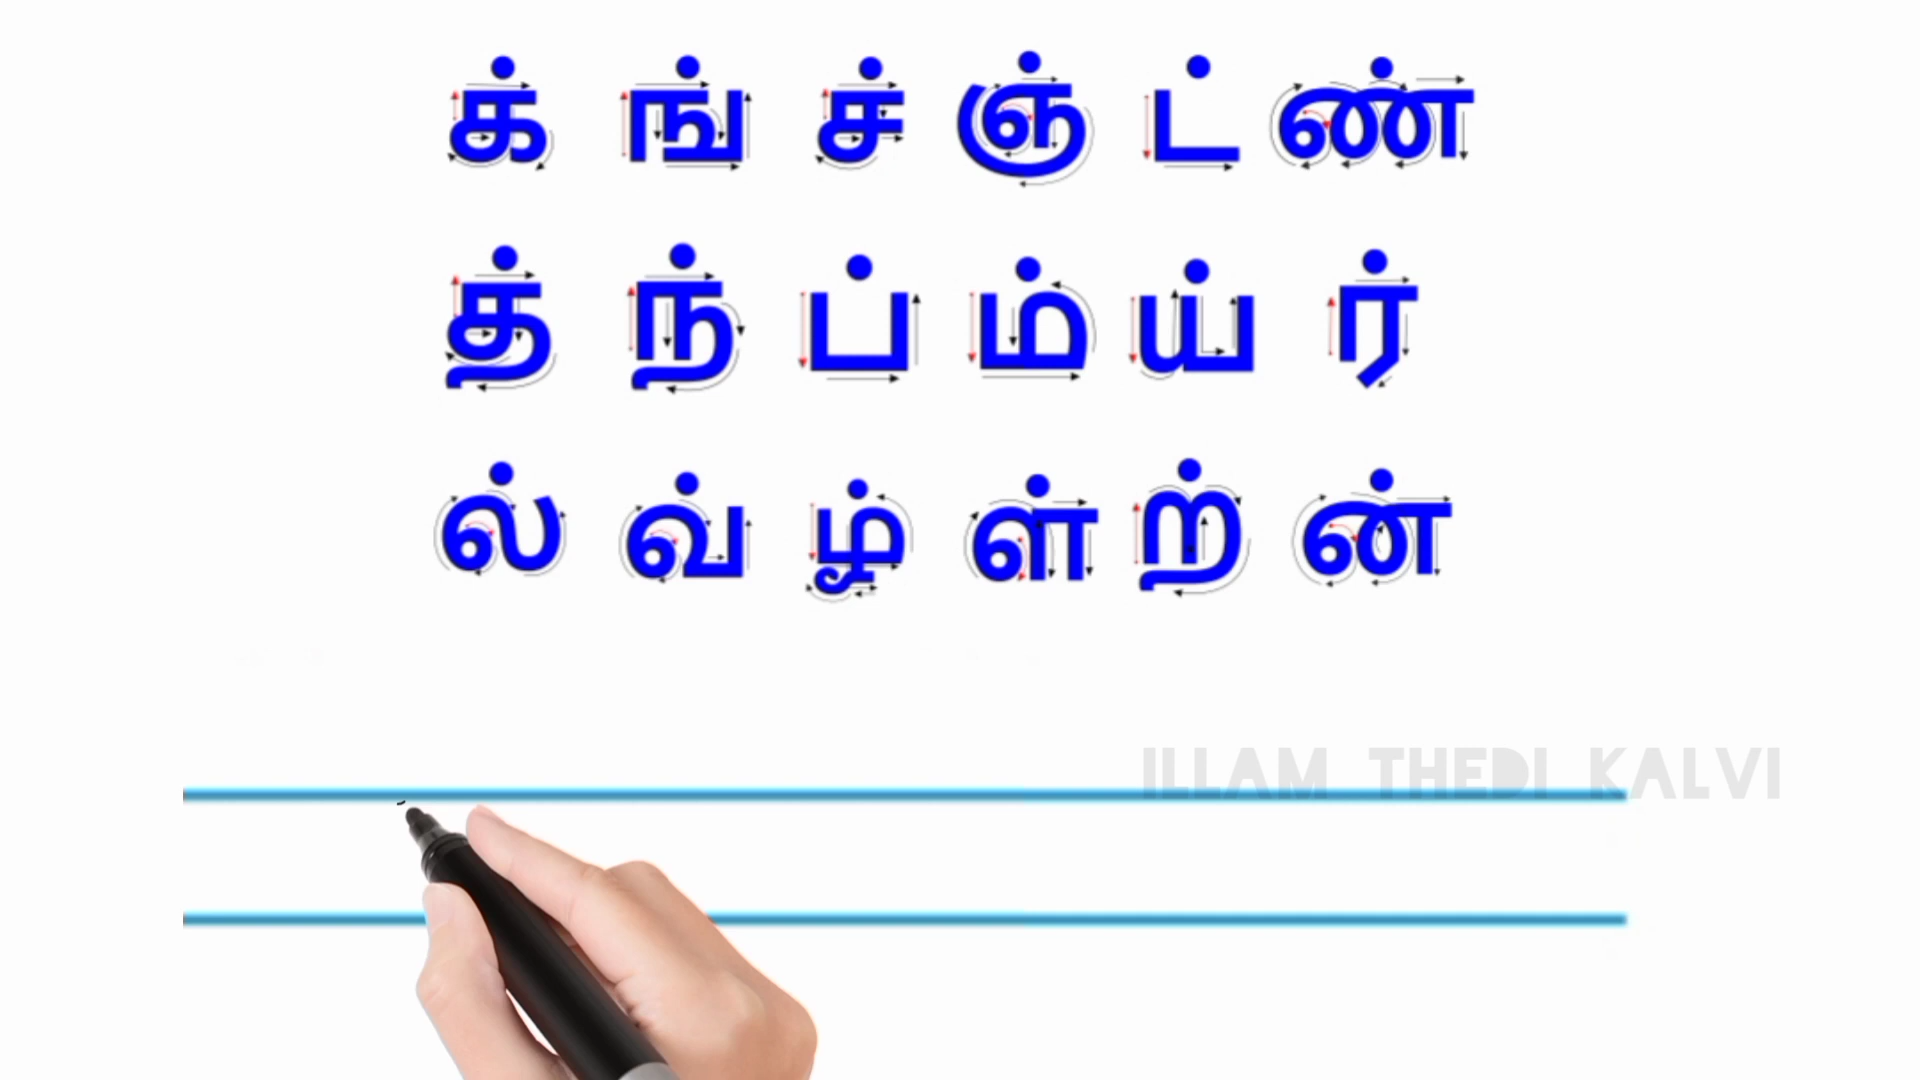 க் ங் ச் ஞ் ட் ண்
த் ந் ப் ம் ய் ர்
ல் வ் ழ் ள் ற் ன்
ILLAM THEDI KALVI